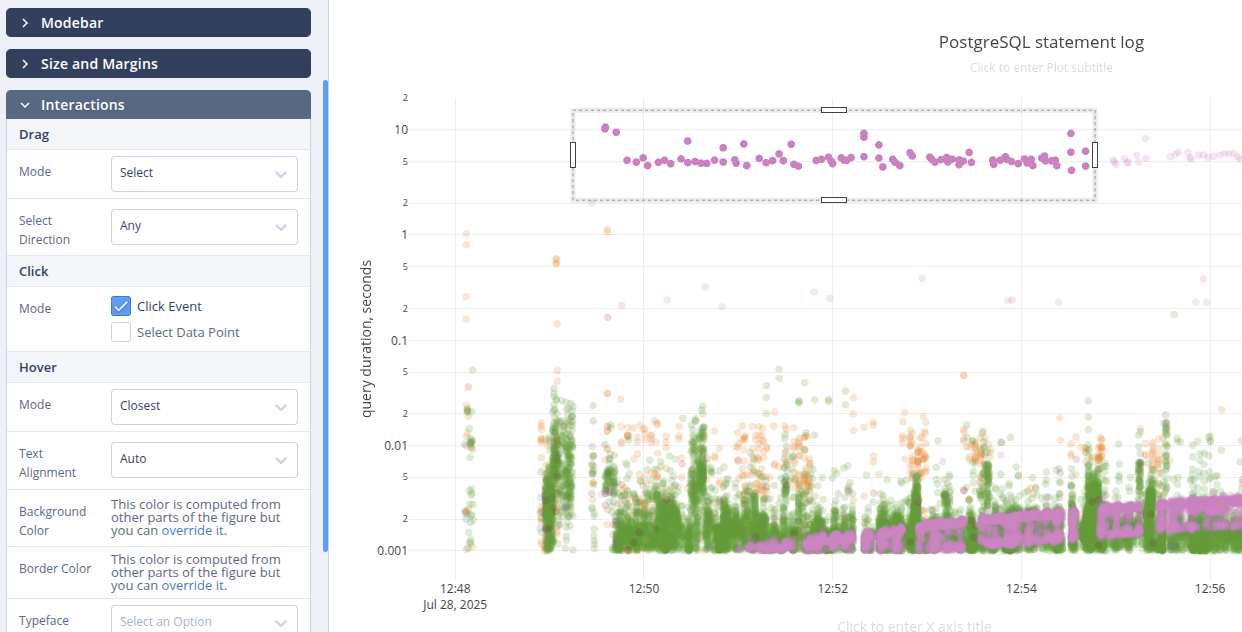 Modebar
Size and Margins
Interactions
Drag
Mode
Select
Select
Direction
Any
Click
Mode
Click Event
Select Data Point
Hover
Mode
Closest
Text
Alignment
Auto
Background
Color
This color is computed from
other parts of the figure but
you can override it.
Border Color
This color is computed from
other parts of the figure but
you can override it.
Typeface
Select an Option
PostgreSQL statement log
Click to enter Plot subtitle
query duration, seconds
2
10
5
2
1
5
2
0.1
5
2
0.01
5
2
0.001
12:48
Jul 28, 2025
12:50
12:52
12:54
12:56
Click to enter X axis title